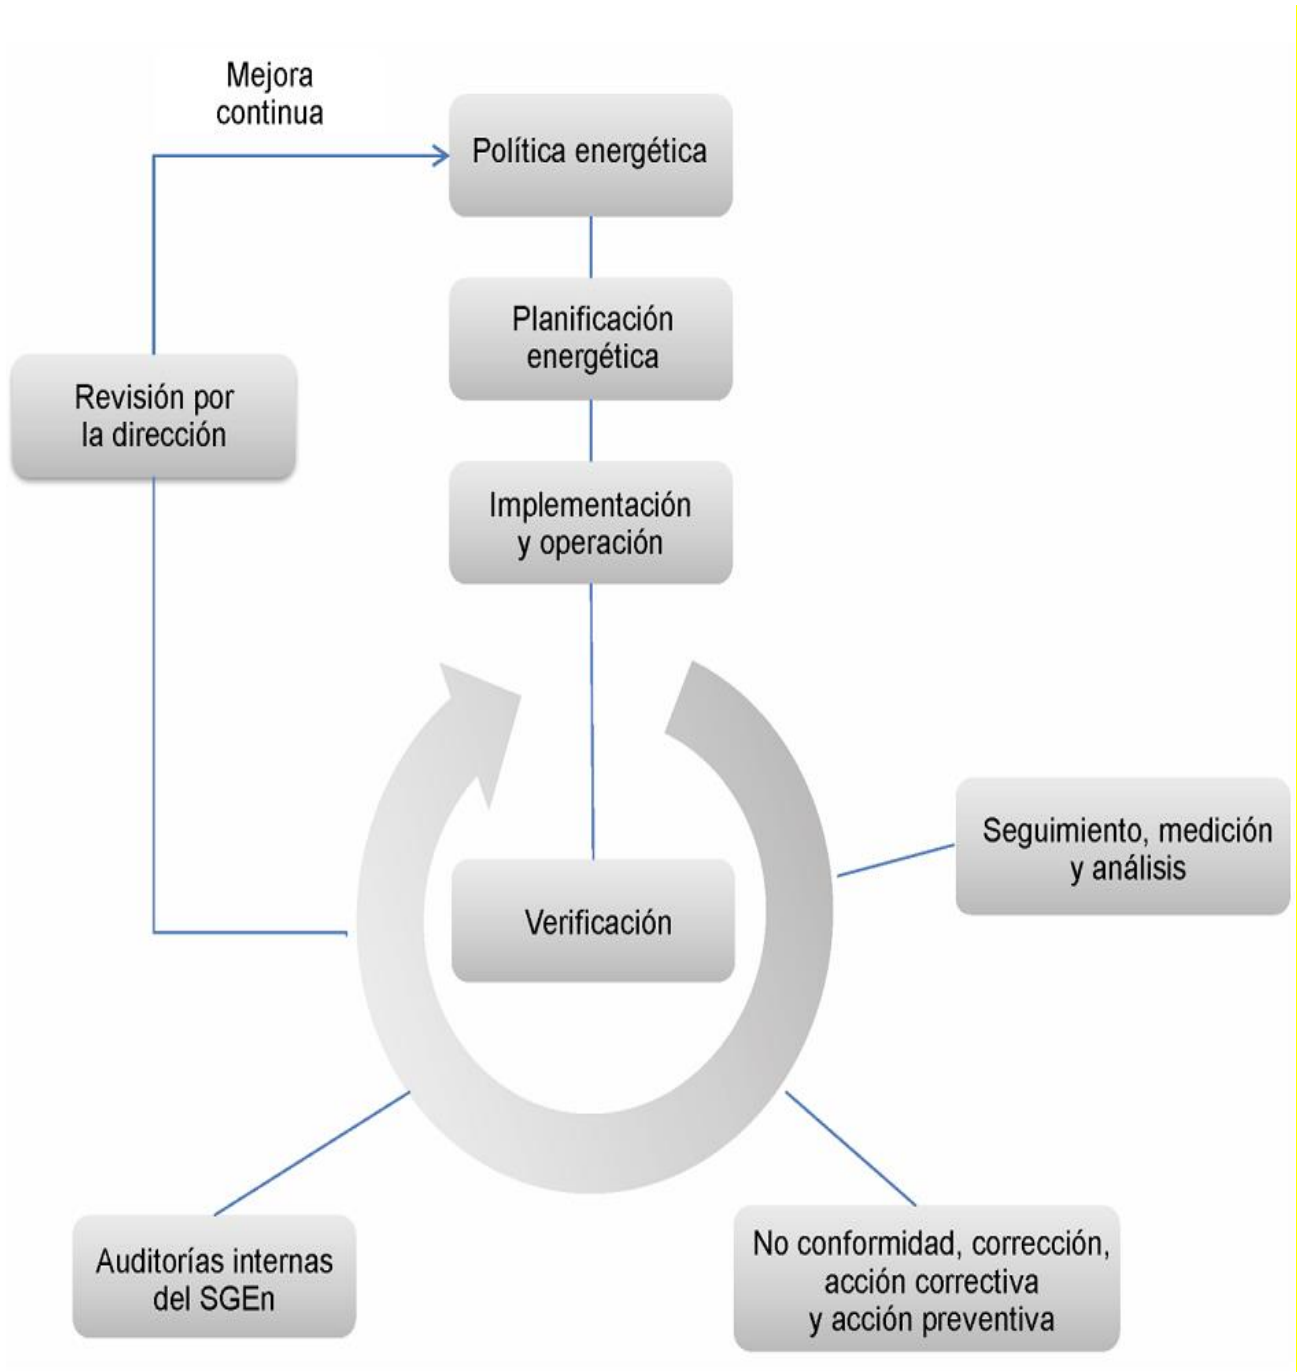 Mejora
continua
Política energética
Planificación
energética
Revisión por
la dirección
Implementación
y operación
Seguimiento, medición
y análisis
Verificación
Auditorías internas
del SGEn
No conformidad, corrección,
acción correctiva
y acción preventiva